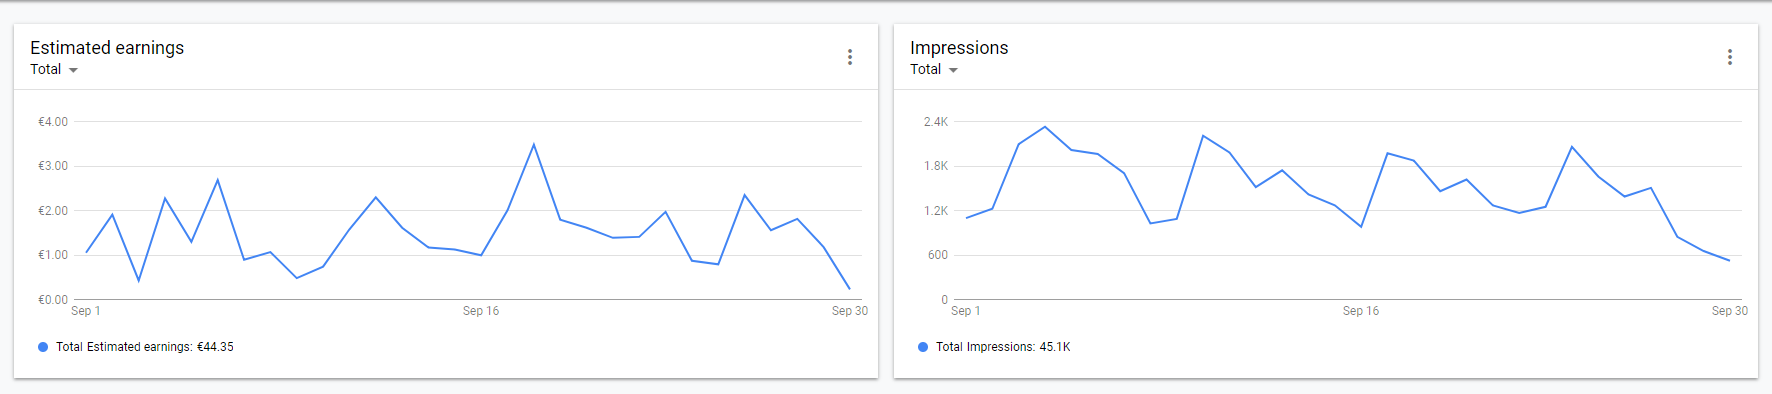 Estimated earnings
Total
€4.00
€3.00
€2.00
€1.00
€0.00
Sep 1
Sep 16
Sep 30
Total Estimated earnings: €44.35
Impressions
Total
2.4K
1.8K
1.2K
600
0
Sep 1
Sep 16
Sep 30
Total Impressions: 45.1K